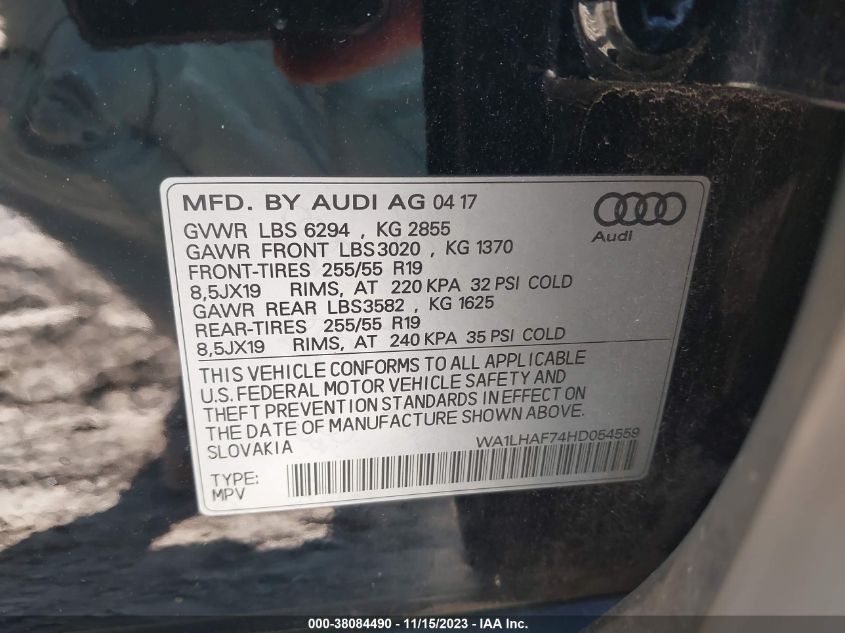 MFD. BY AUDI AG 04 17
Audi
GVWR LBS 6294 , KG 2855
GAWR FRONT LBS3020 , KG 1370
FRONT-TIRES 255/55 R19
8,5JX19 RIMS, AT 220 KPA 32 PSI COLD
GAWR REAR LBS3582 , KG 1625
REAR-TIRES 255/55 R19
8,5JX19 RIMS, AT 240 KPA 35 PSI COLD
THIS VEHICLE CONFORMS TO ALL APPLICABLE
U.S. FEDERAL MOTOR VEHICLE SAFETY AND
THEFT PREVENTION STANDARDS IN EFFECT ON
THE DATE OF MANUFACTURE SHOWN ABOVE.
SLOVAKIA
WA1LHAF74HD054559
TYPE:
MPV
000-38084490 - 11/15/2023 - IAA Inc.